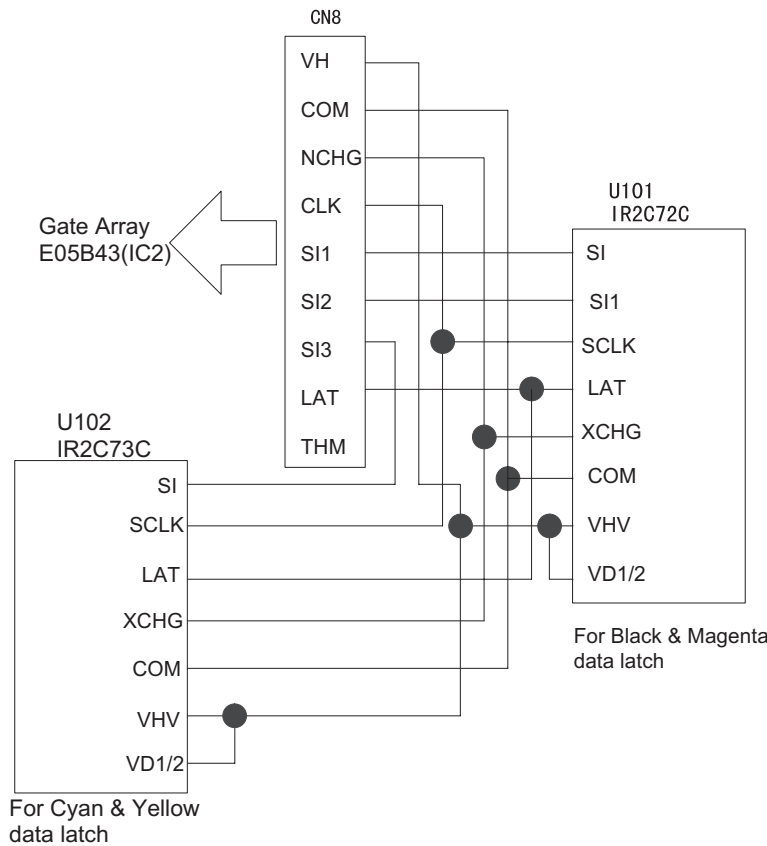 CN8
VH
COM
NCHG
CLK
SI1
SI2
SI3
LAT
THM
Gate Array
E05B43(IC2)
U101
IR2C72C
SI
SI1
SCLK
LAT
XCHG
COM
VHV
VD1/2
For Black & Magenta
data latch
U102
IR2C73C
SI
SCLK
LAT
XCHG
COM
VHV
VD1/2
For Cyan & Yellow
data latch